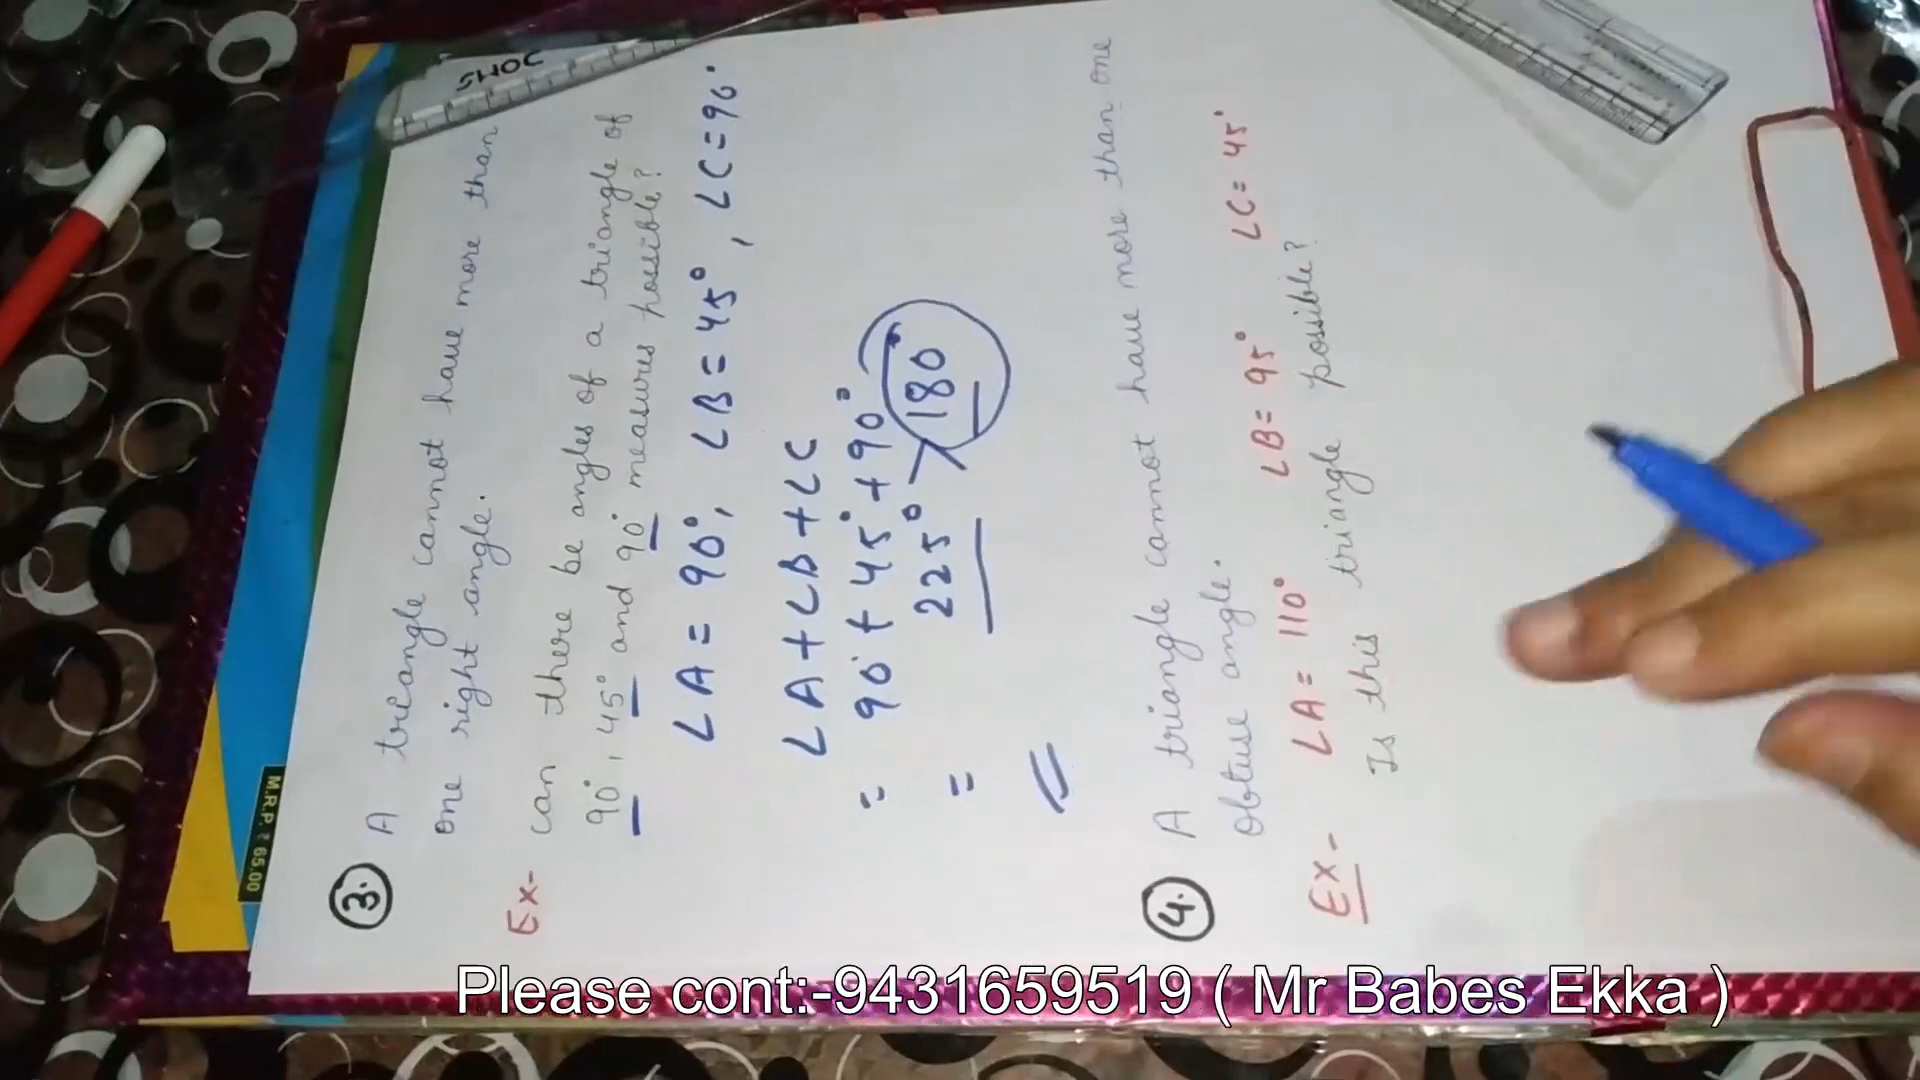 3. A triangle cannot have more than
one right angle.
Ex- can there be angles of a triangle of
90°, 45° and 90° measures possible?
∠A = 90°, ∠B = 45°, ∠C = 90°
∠A + ∠B + ∠C
= 90° + 45° + 90°
= 225° > 180°
4. A triangle cannot have more than one
obtuse angle.
Ex- ∠A = 110° ∠B = 95° ∠C = 45°
Is this triangle possible?
DOMS
M.R.P. ₹ 65.00
Please cont:-9431659519 ( Mr Babes Ekka )